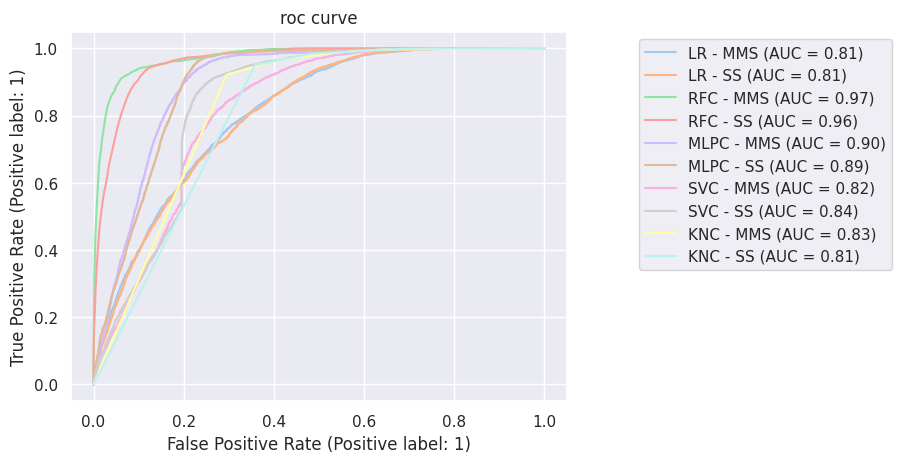 roc curve
1.0
0.8
0.6
0.4
0.2
0.0
True Positive Rate (Positive label: 1)
0.0 0.2 0.4 0.6 0.8 1.0
False Positive Rate (Positive label: 1)
LR - MMS (AUC = 0.81)
LR - SS (AUC = 0.81)
RFC - MMS (AUC = 0.97)
RFC - SS (AUC = 0.96)
MLPC - MMS (AUC = 0.90)
MLPC - SS (AUC = 0.89)
SVC - MMS (AUC = 0.82)
SVC - SS (AUC = 0.84)
KNC - MMS (AUC = 0.83)
KNC - SS (AUC = 0.81)